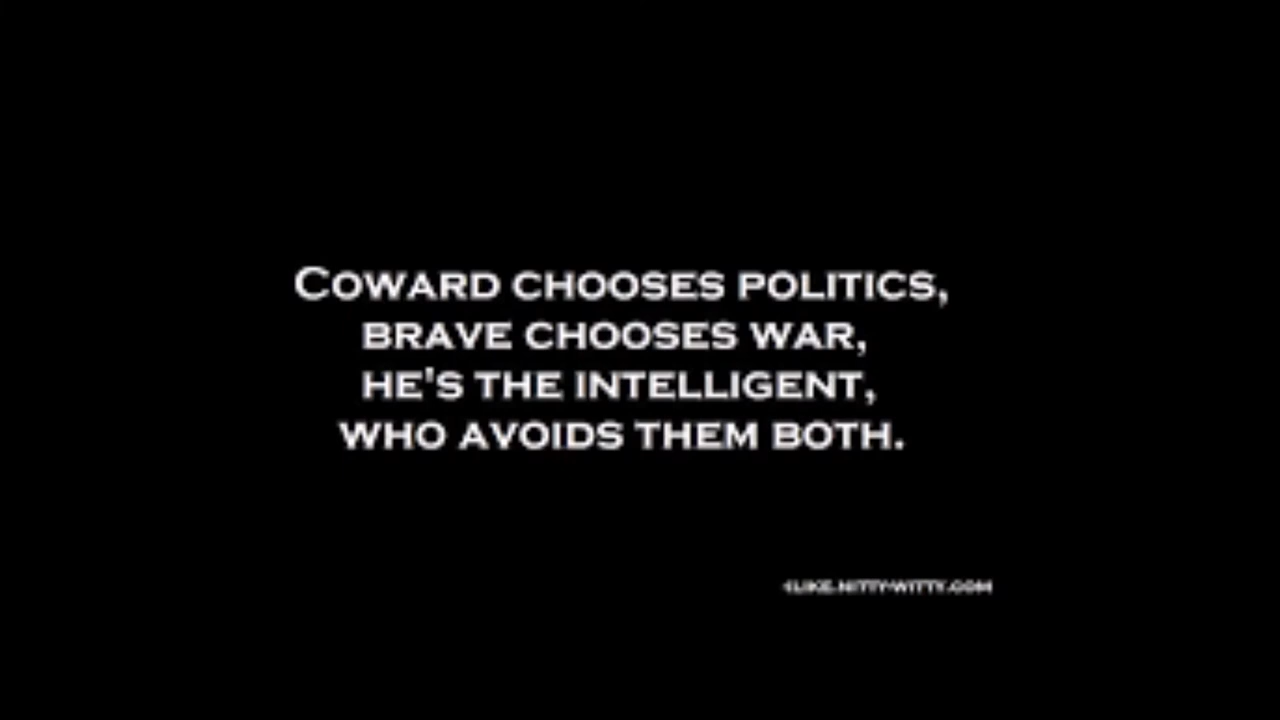 Coward chooses politics,
brave chooses war,
he's the intelligent,
who avoids them both.